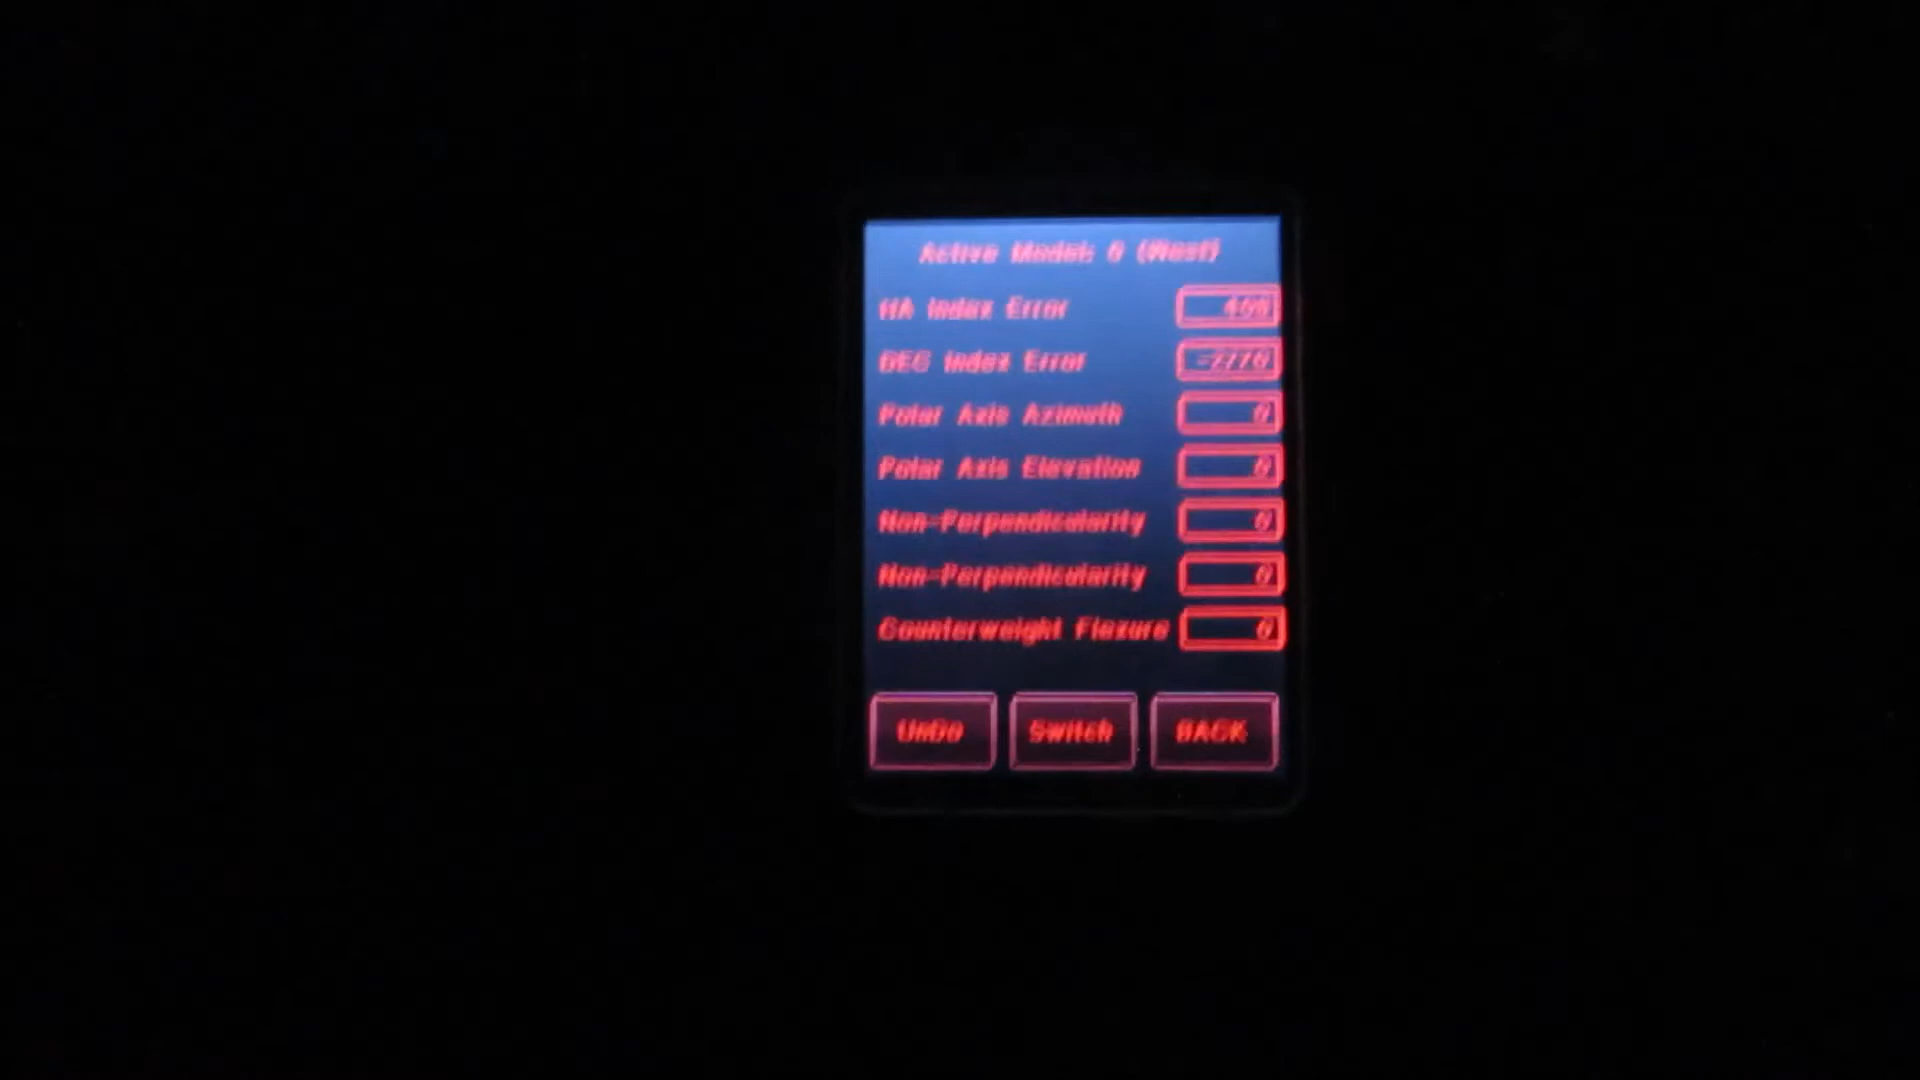 Active Model: 0 (West)
HA Index Error
DEC Index Error
Polar Axis Azimuth 0
Polar Axis Elevation 0
Non-Perpendicularity 0
Non-Perpendicularity 0
Counterweight Flexure 0
UnDo Switch BACK